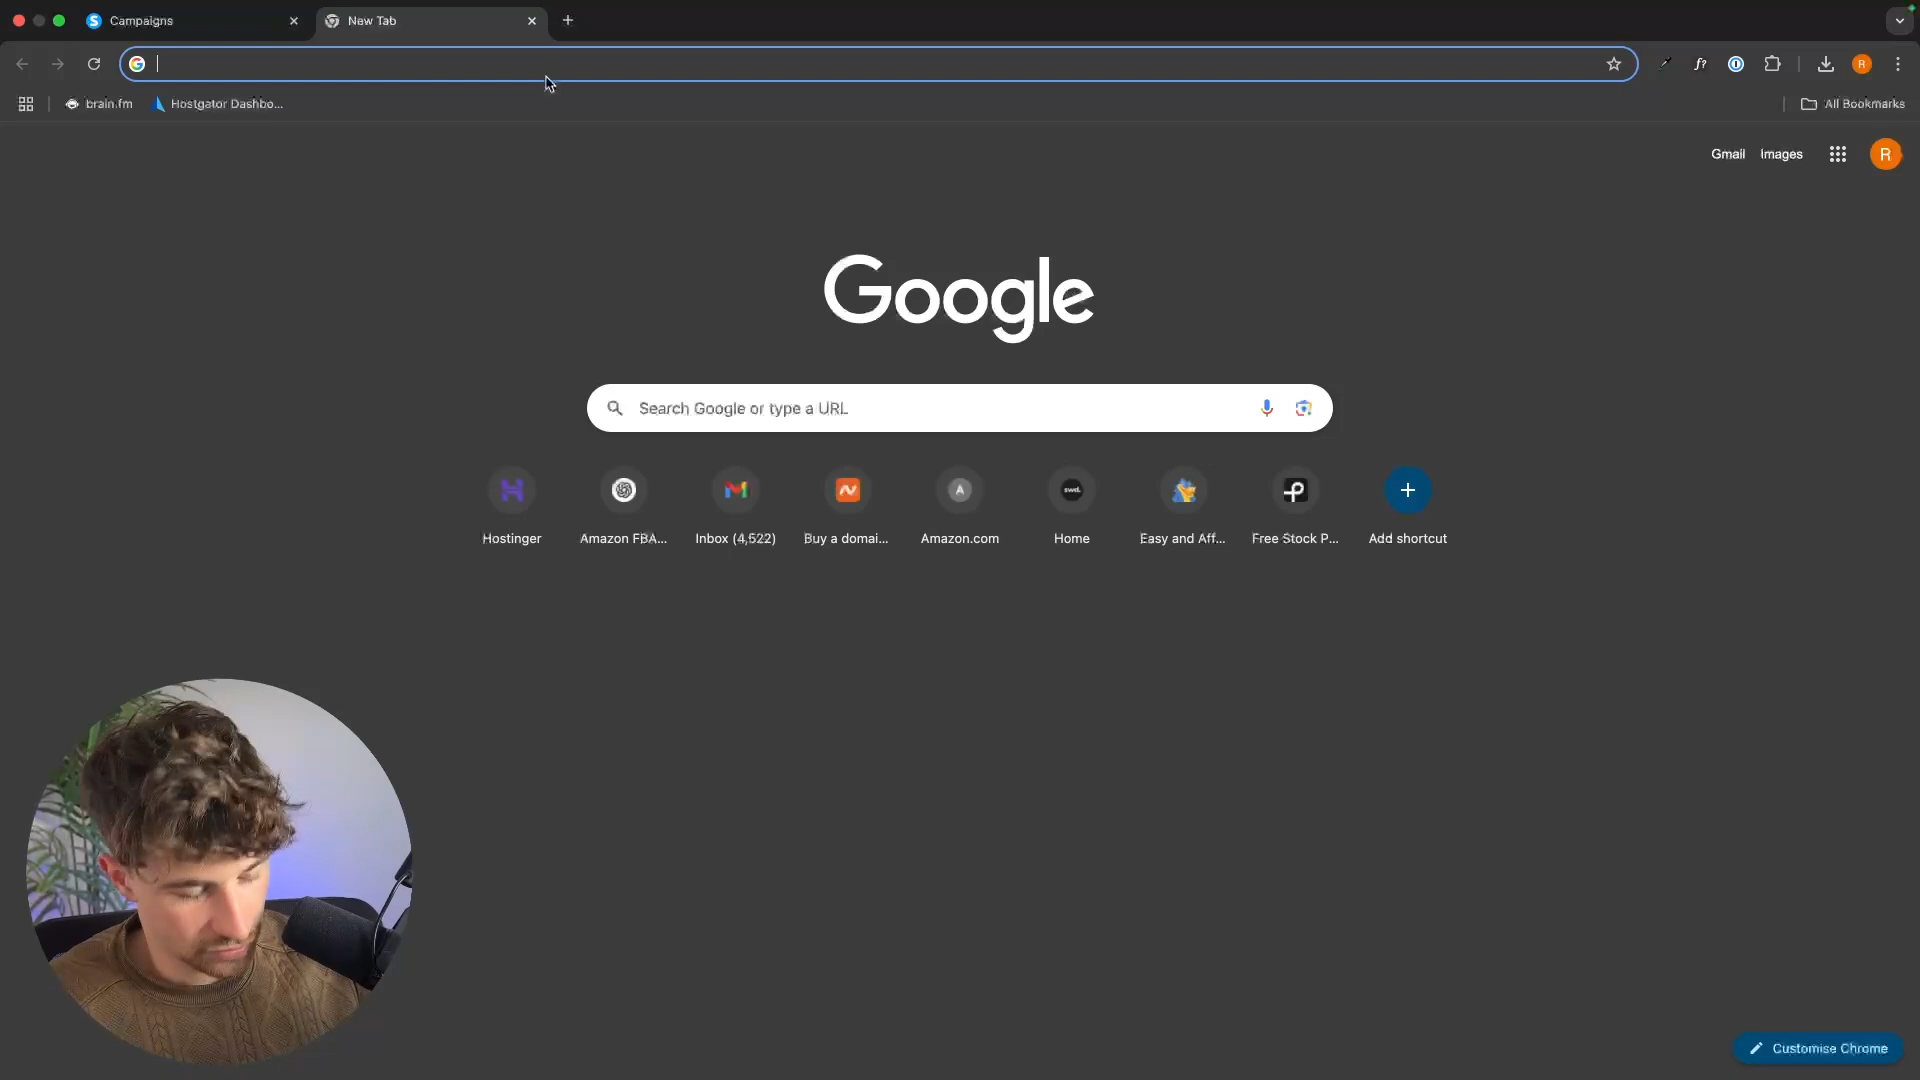 Campaigns
New Tab
brain.fm
Hostgator Dashbo...
All Bookmarks
Gmail
Images
R
Google
Search Google or type a URL
Hostinger
Amazon FBA...
Inbox (4,522)
Buy a domai...
A
Amazon.com
swd.
Home
Easy and Aff...
Free Stock P...
Add shortcut
Customise Chrome